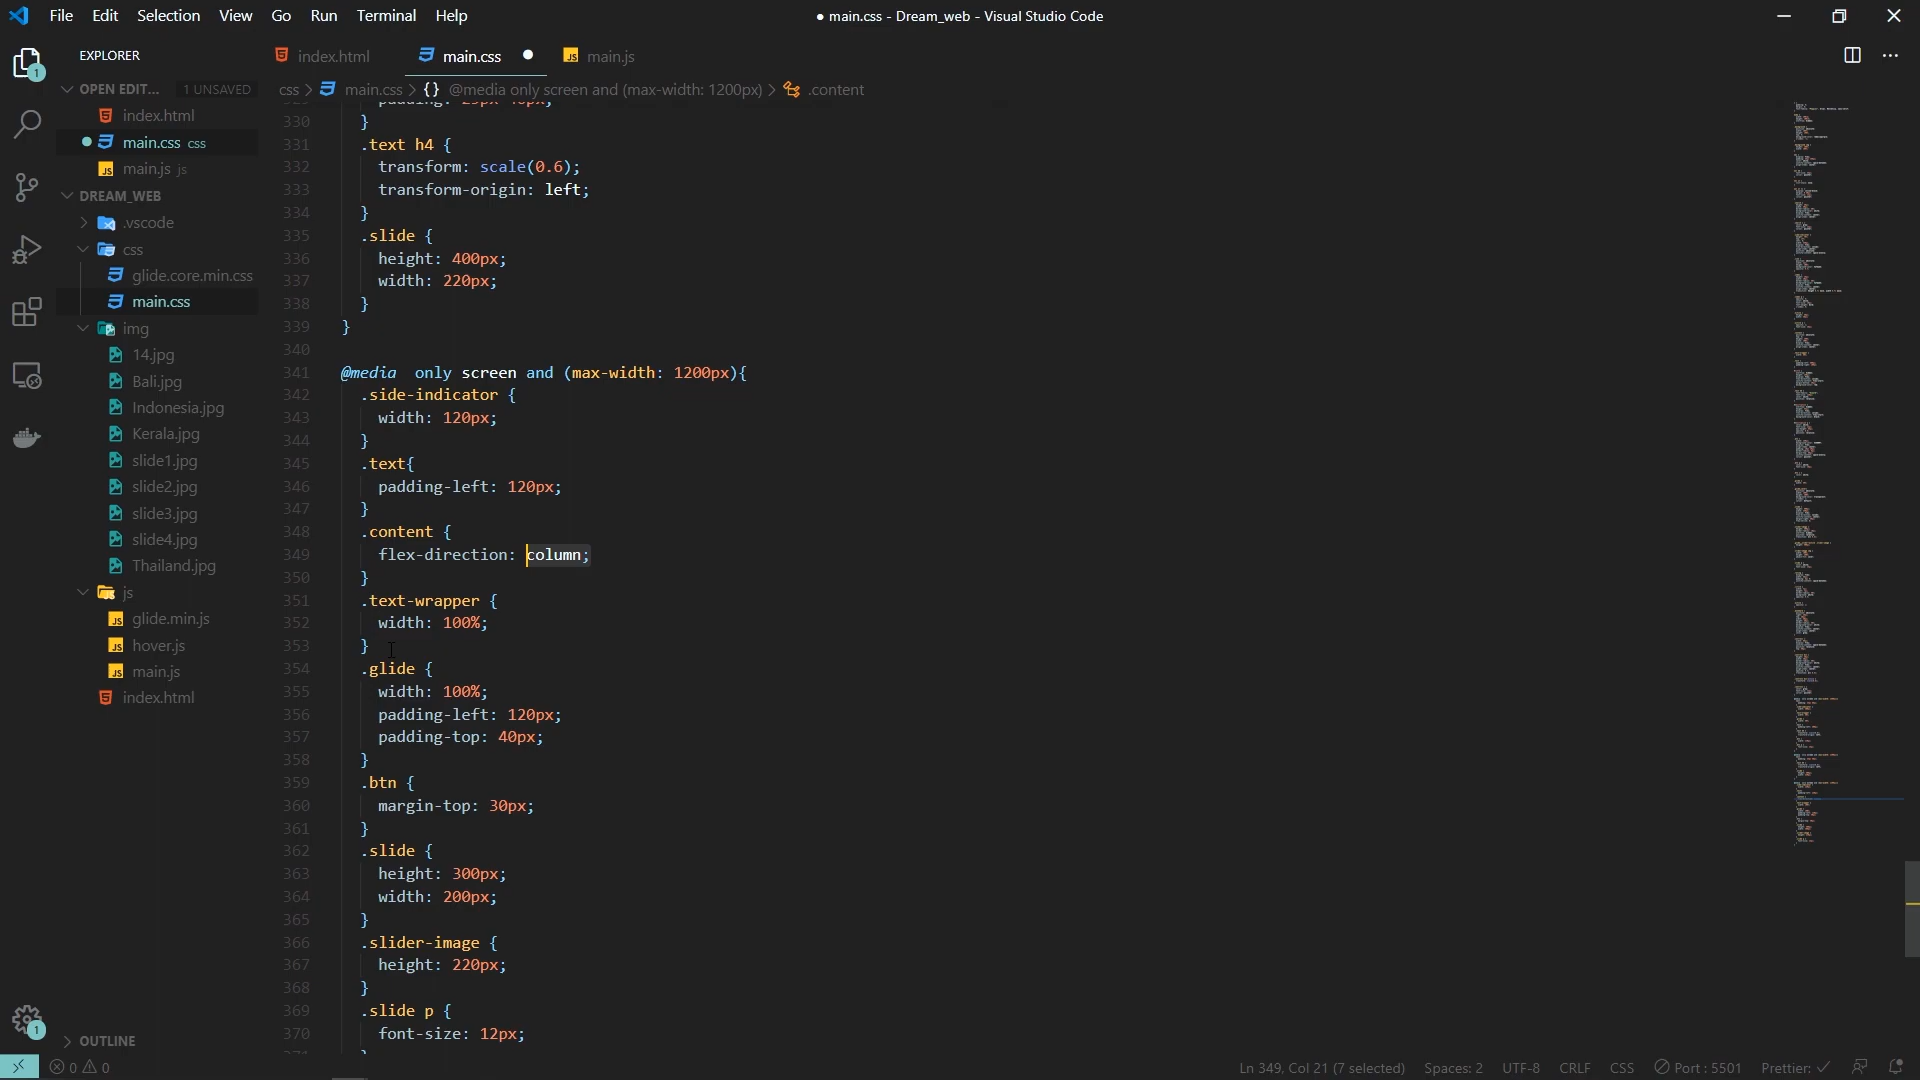 File Edit Selection View Go Run Terminal Help
● main.css - Dream_web - Visual Studio Code
EXPLORER
OPEN EDIT... 1 UNSAVED
index.html
main.css css
main.js js
DREAM_WEB
.vscode
css
glide.core.min.css
main.css
img
14.jpg
Bali.jpg
Indonesia.jpg
Kerala.jpg
slide1.jpg
slide2.jpg
slide3.jpg
slide4.jpg
Thailand.jpg
js
glide.min.js
hover.js
main.js
index.html
OUTLINE
index.html main.css main.js
css > main.css > {} @media only screen and (max-width: 1200px) > .content
330 }
331 .text h4 {
332 transform: scale(0.6);
333 transform-origin: left;
334 }
335 .slide {
336 height: 400px;
337 width: 220px;
338 }
339 }
340
341 @media only screen and (max-width: 1200px){
342 .side-indicator {
343 width: 120px;
344 }
345 .text{
346 padding-left: 120px;
347 }
348 .content {
349 flex-direction: column;
350 }
351 .text-wrapper {
352 width: 100%;
353 }
354 .glide {
355 width: 100%;
356 padding-left: 120px;
357 padding-top: 40px;
358 }
359 .btn {
360 margin-top: 30px;
361 }
362 .slide {
363 height: 300px;
364 width: 200px;
365 }
366 .slider-image {
367 height: 220px;
368 }
369 .slide p {
370 font-size: 12px;
0 0
Ln 349, Col 21 (7 selected) Spaces: 2 UTF-8 CRLF CSS Port : 5501 Prettier: ✓